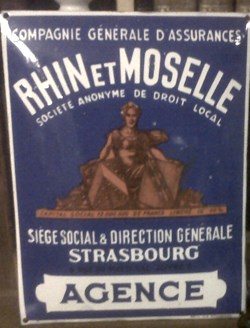 COMPAGNIE GÉNÉRALE D'ASSURANCES
RHIN ET MOSELLE
SOCIÉTÉ ANONYME DE DROIT LOCAL
SIÈGE SOCIAL & DIRECTION GÉNÉRALE
STRASBOURG
AGENCE